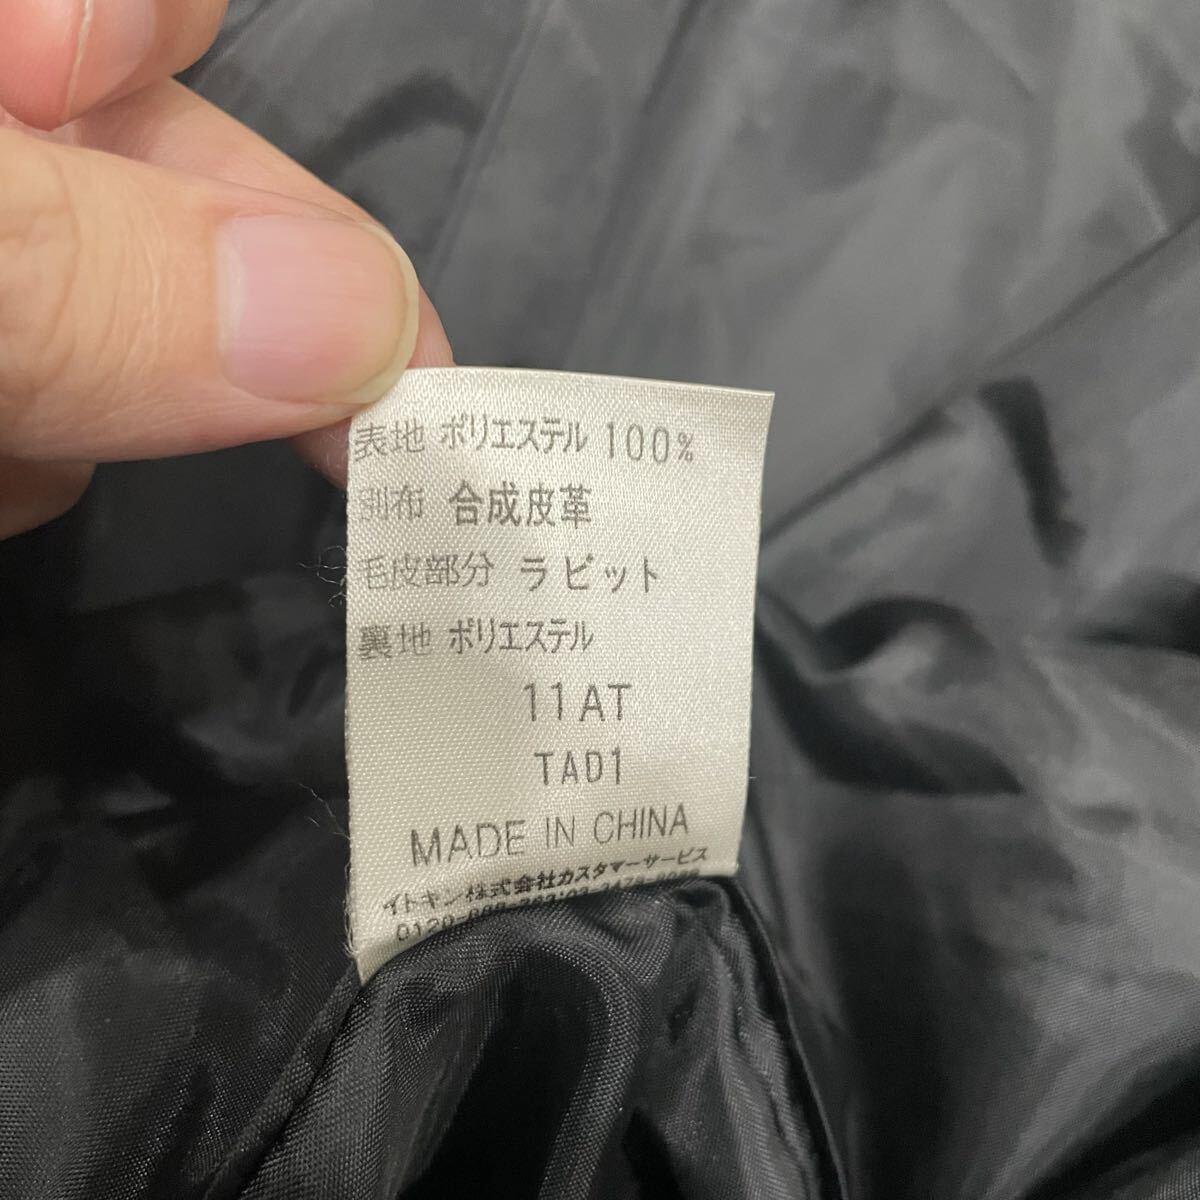 表地 ポリエステル 100%
別布 合成皮革
毛皮部分 ラビット
裏地 ポリエステル
11AT
TA01
MADE IN CHINA
イトキン株式会社カスタマーサービス
0120-